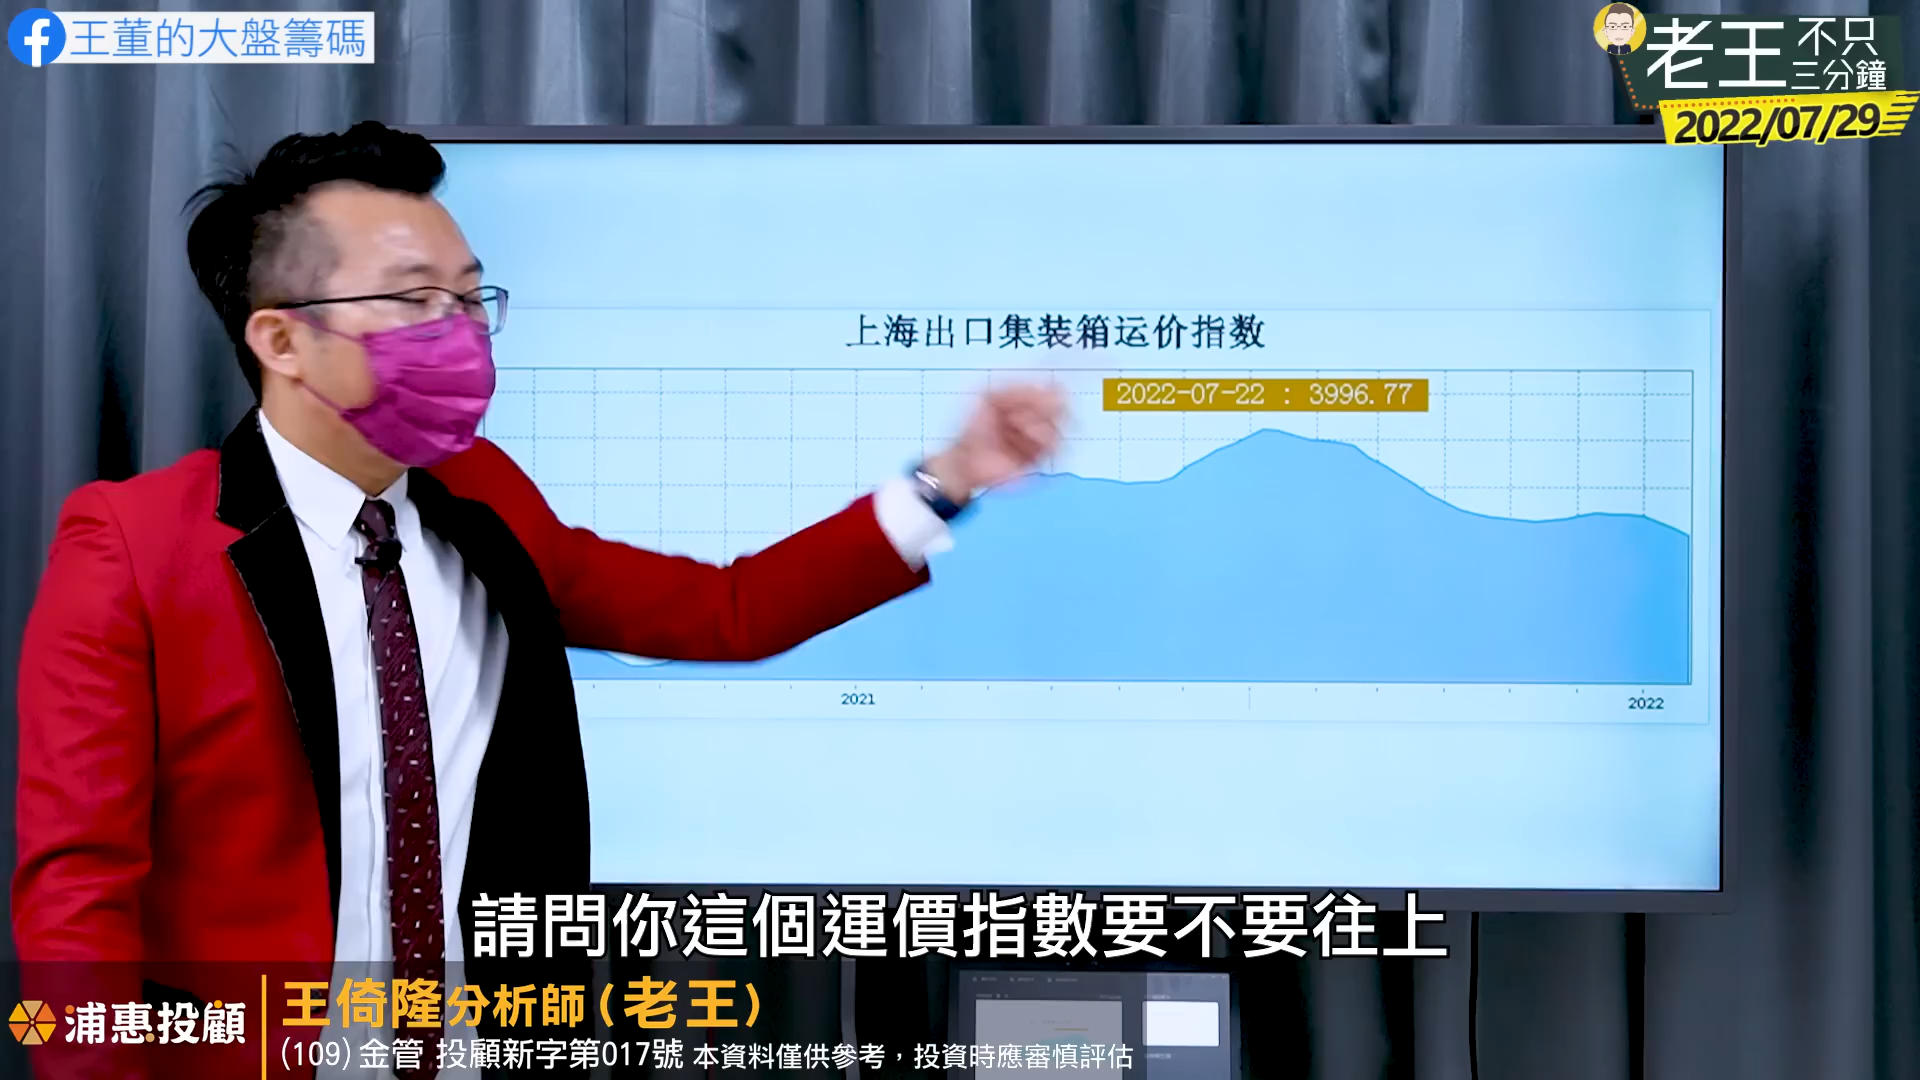 王董的大盤籌碼
老王不只三分鐘
2022/07/29
上海出口集装箱运价指数
2022-07-22 : 3996.77
2021
2022
請問你這個運價指數要不要往上
浦惠投顧
王倚隆分析師(老王)
(109)金管 投顧新字第017號 本資料僅供參考，投資時應審慎評估